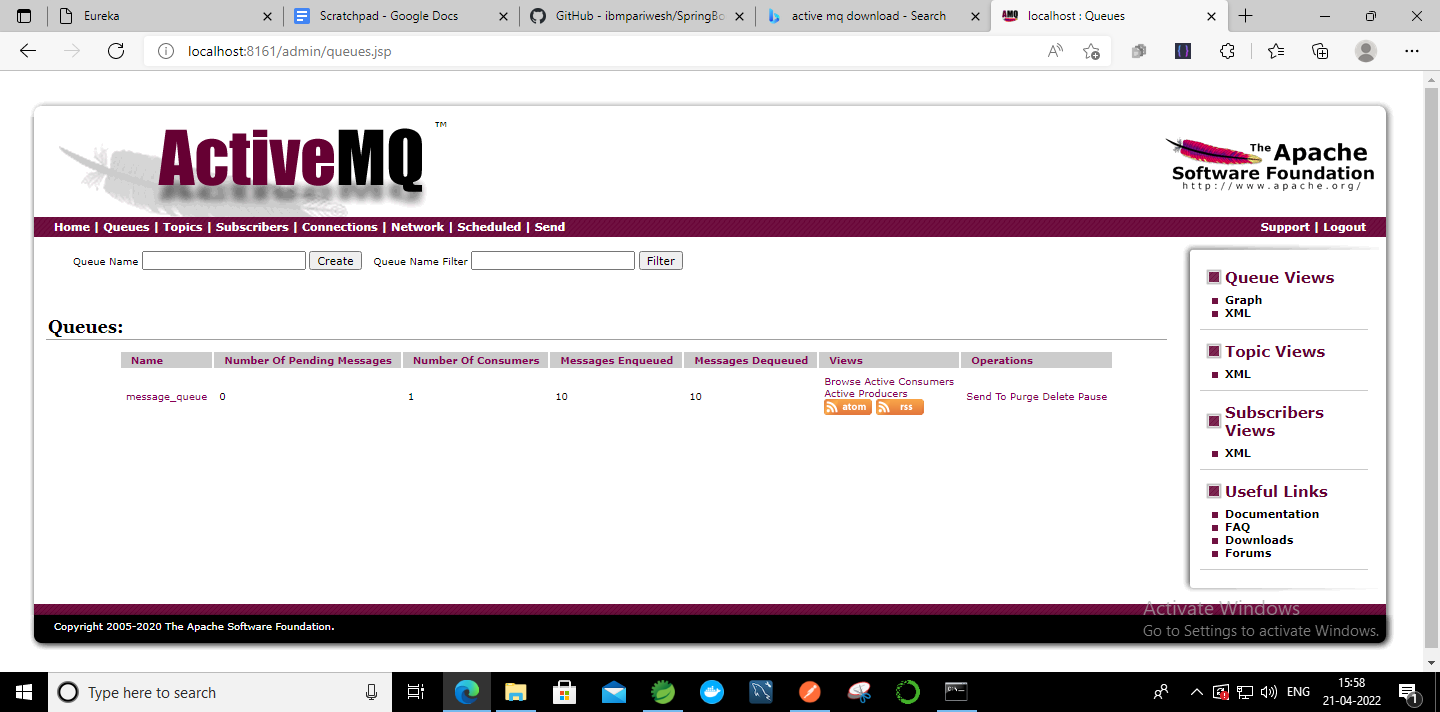 Eureka
Scratchpad - Google Docs
GitHub - ibmpariwesh/SpringBo
active mq download - Search
AMQ localhost : Queues
localhost:8161/admin/queues.jsp
ActiveMQ™
The Apache
Software Foundation
http://www.apache.org/
Home | Queues | Topics | Subscribers | Connections | Network | Scheduled | Send
Support | Logout
Queue Name Create Queue Name Filter Filter
Queues:
Name Number Of Pending Messages Number Of Consumers Messages Enqueued Messages Dequeued Views Operations
message_queue 0 1 10 10
Browse Active Consumers
Active Producers
atom rss
Send To Purge Delete Pause
Queue Views
Graph
XML
Topic Views
XML
Subscribers
Views
XML
Useful Links
Documentation
FAQ
Downloads
Forums
Copyright 2005-2020 The Apache Software Foundation.
Activate Windows
Go to Settings to activate Windows.
Type here to search
ENG
15:58
21-04-2022
1